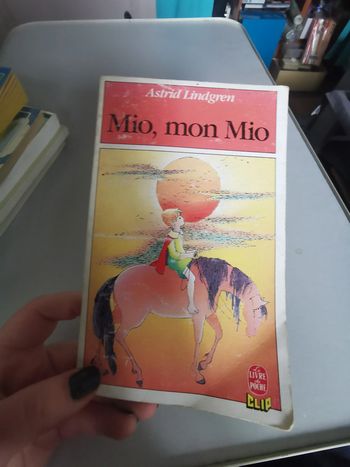 Astrid Lindgren
Mio, mon Mio
Le
LIVRE
de
POCHE
CLIP